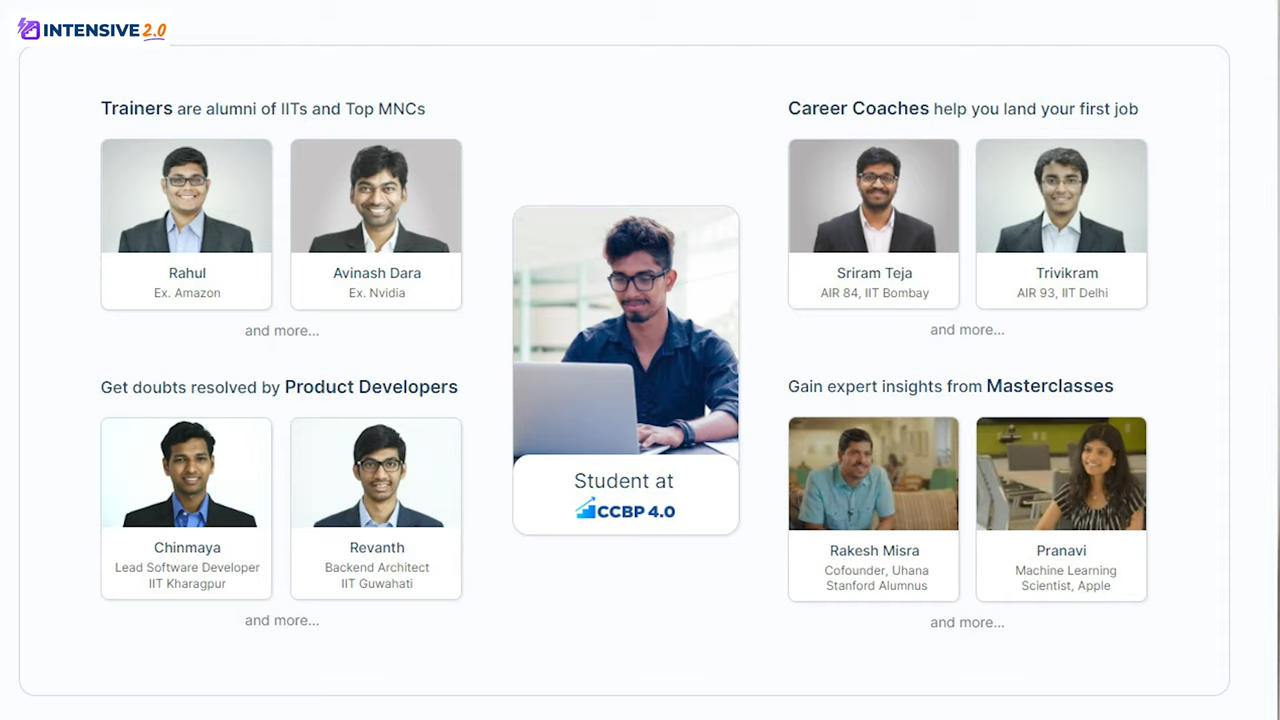 INTENSIVE 2.0
Trainers are alumni of IITs and Top MNCs
Rahul
Ex. Amazon
Avinash Dara
Ex. Nvidia
and more...
Get doubts resolved by Product Developers
Chinmaya
Lead Software Developer
IIT Kharagpur
Revanth
Backend Architect
IIT Guwahati
and more...
Student at
CCBP 4.0
Career Coaches help you land your first job
Sriram Teja
AIR 84, IIT Bombay
Trivikram
AIR 93, IIT Delhi
and more...
Gain expert insights from Masterclasses
Rakesh Misra
Cofounder, Uhana
Stanford Alumnus
Pranavi
Machine Learning
Scientist, Apple
and more...